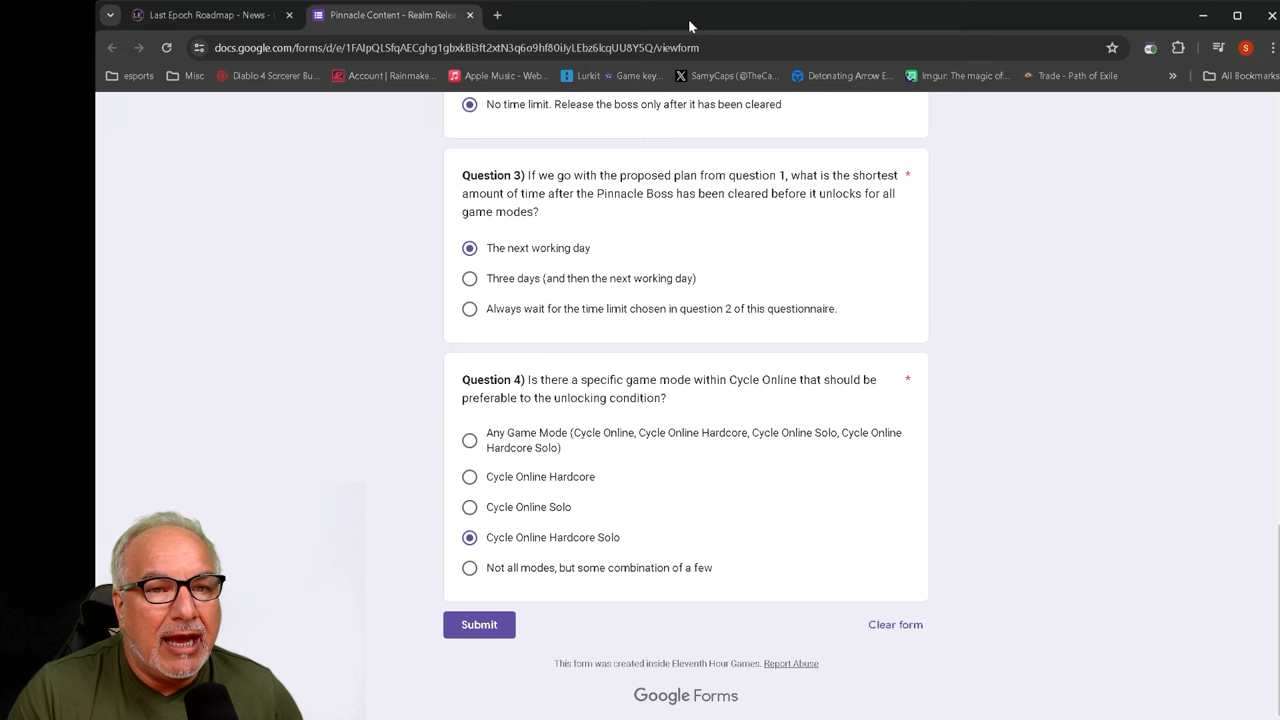 Last Epoch Roadmap - News -
Pinnacle Content - Realm Relea
docs.google.com/forms/d/e/1FAIpQLSfqAECghg1gbxkBi3ft2xtN3q6o9hf80iJyLEbz6lcqUU8Y5Q/viewform
S
esports
Misc
Diablo 4 Sorcerer Bu...
Account | Rainmake...
Apple Music - Web...
Lurkit
Game key...
SamyCaps (@TheCa...
Detonating Arrow E...
Imgur: The magic of...
Trade - Path of Exile
»
All Bookmarks
No time limit. Release the boss only after it has been cleared
Question 3) If we go with the proposed plan from question 1, what is the shortest *
amount of time after the Pinnacle Boss has been cleared before it unlocks for all
game modes?
The next working day
Three days (and then the next working day)
Always wait for the time limit chosen in question 2 of this questionnaire.
Question 4) Is there a specific game mode within Cycle Online that should be *
preferable to the unlocking condition?
Any Game Mode (Cycle Online, Cycle Online Hardcore, Cycle Online Solo, Cycle Online
Hardcore Solo)
Cycle Online Hardcore
Cycle Online Solo
Cycle Online Hardcore Solo
Not all modes, but some combination of a few
Submit
Clear form
This form was created inside Eleventh Hour Games. Report Abuse
Google Forms